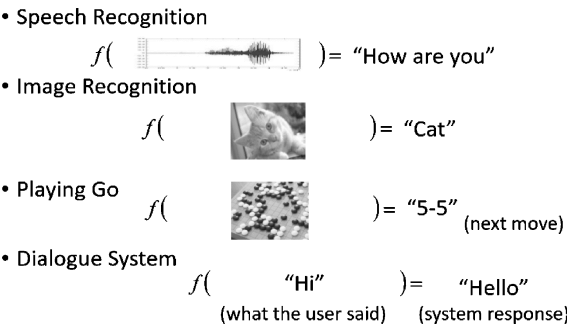 • Speech Recognition
f( )= "How are you"
• Image Recognition
f( )= "Cat"
• Playing Go
f( )= "5-5"
(next move)
• Dialogue System
f( "Hi" )= "Hello"
(what the user said) (system response)